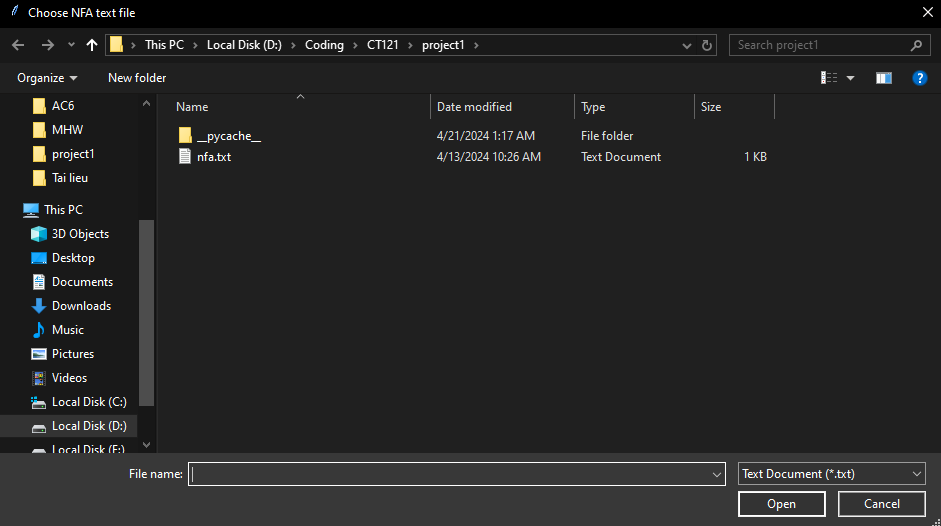 Choose NFA text file
This PC > Local Disk (D:) > Coding > CT121 > project1 >
Search project1
Organize
New folder
Name
Date modified
Type
Size
__pycache__
4/21/2024 1:17 AM
File folder
nfa.txt
4/13/2024 10:26 AM
Text Document
1 KB
AC6
MHW
project1
Tai lieu
This PC
3D Objects
Desktop
Documents
Downloads
Music
Pictures
Videos
Local Disk (C:)
Local Disk (D:)
Local Disk (E:)
File name:
Text Document (*.txt)
Open
Cancel